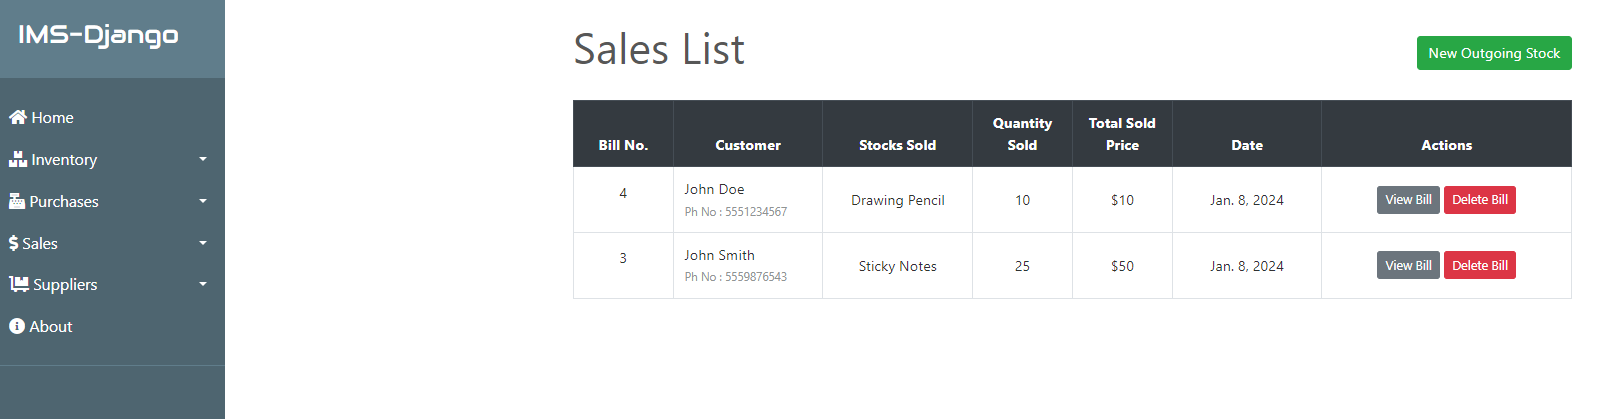 IMS-Django
Home
Inventory
Purchases
Sales
Suppliers
About
Sales List
New Outgoing Stock
Bill No. Customer Stocks Sold Quantity Sold Total Sold Price Date Actions
4 John Doe Drawing Pencil 10 $10 Jan. 8, 2024 View Bill Delete Bill
Ph No : 5551234567
3 John Smith Sticky Notes 25 $50 Jan. 8, 2024 View Bill Delete Bill
Ph No : 5559876543